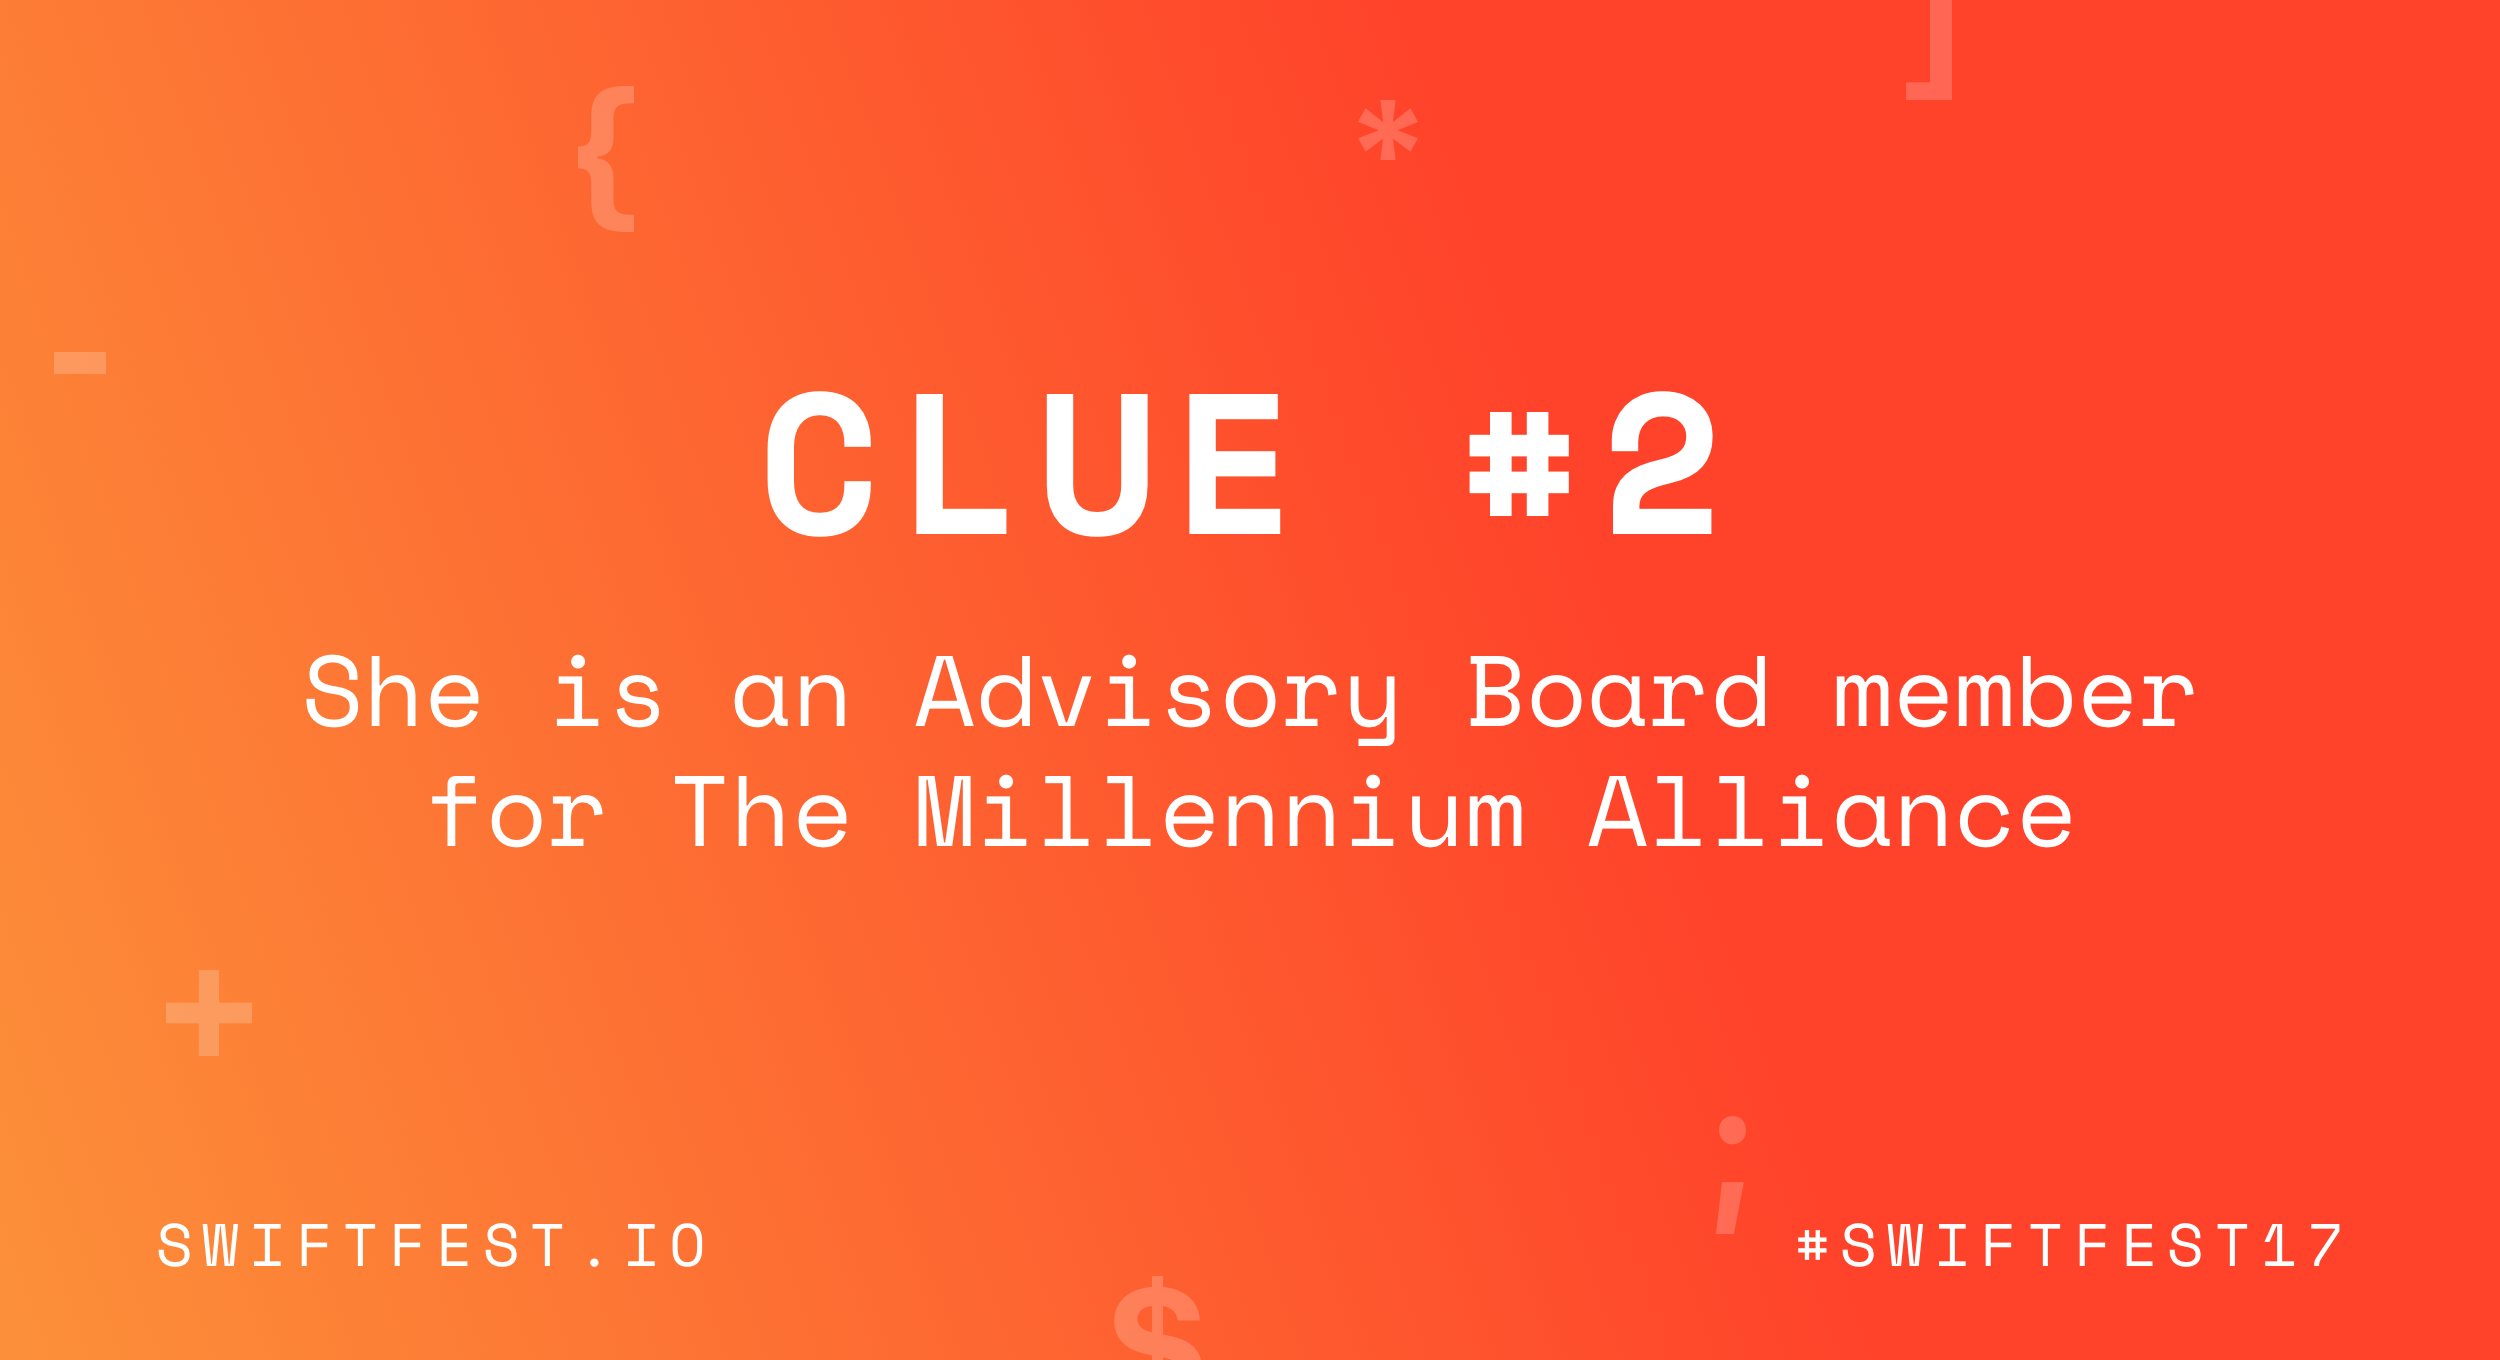 {
*
]
-
CLUE #2
She is an Advisory Board member
for The Millennium Alliance
+
;
SWIFTFEST.IO
#SWIFTFEST17
$